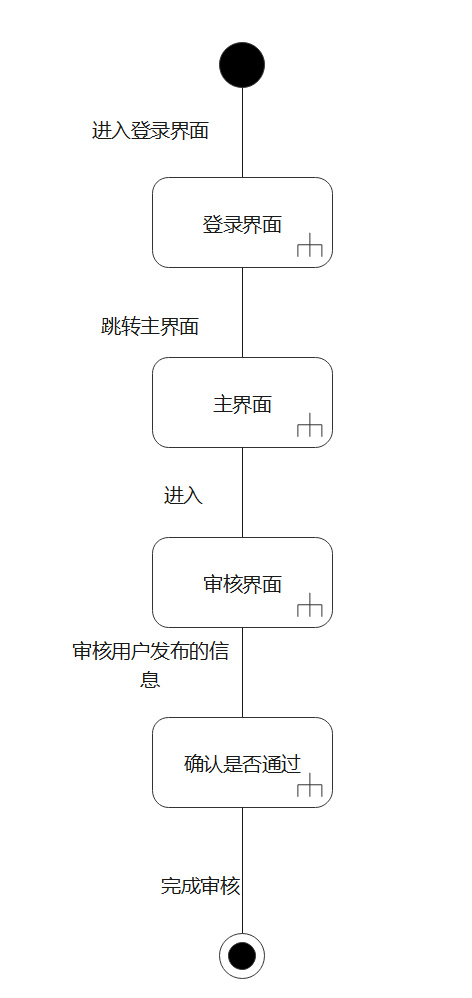 进入登录界面
登录界面
跳转主界面
主界面
进入
审核界面
审核用户发布的信
息
确认是否通过
完成审核